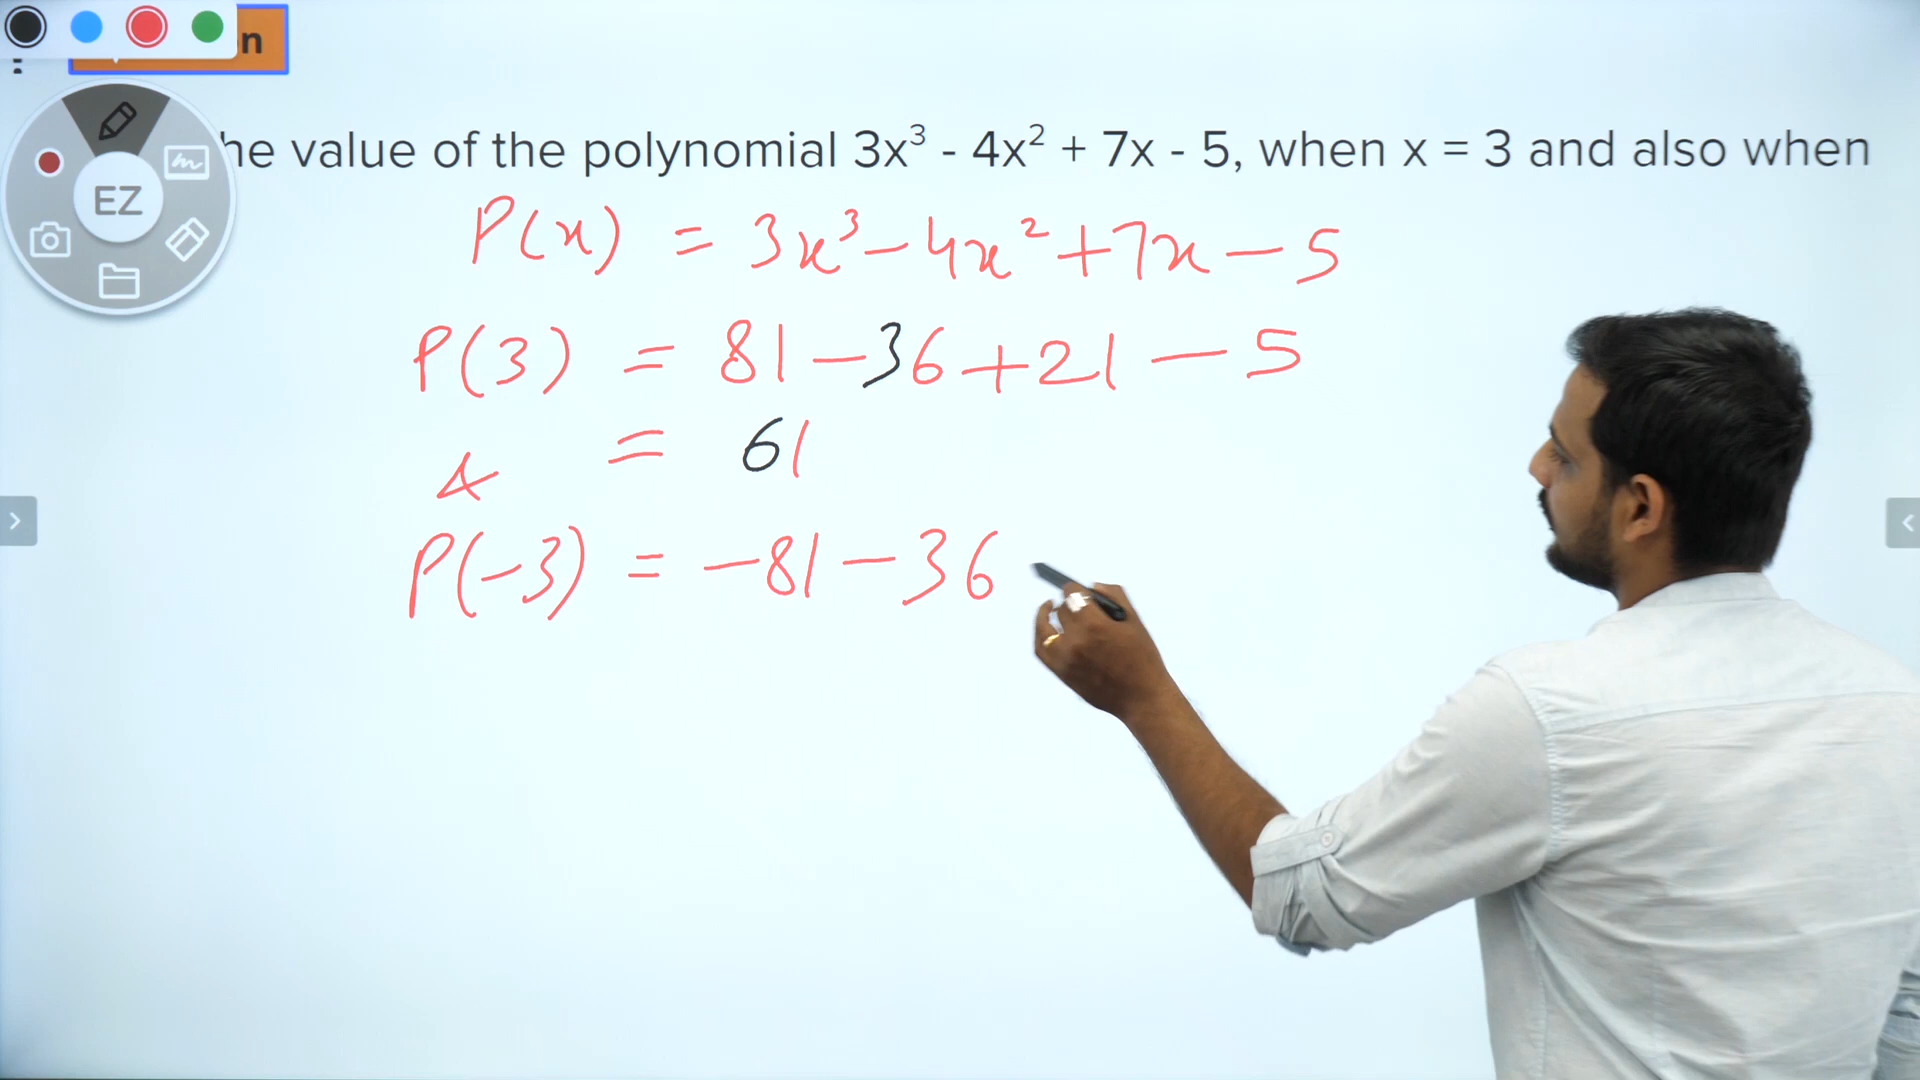 n
he value of the polynomial 3x³ - 4x² + 7x - 5, when x = 3 and also when
EZ
P(x) = 3x³ - 4x² + 7x - 5
P(3) = 81 - 36 + 21 - 5
= 61
&
P(-3) = -81 - 36